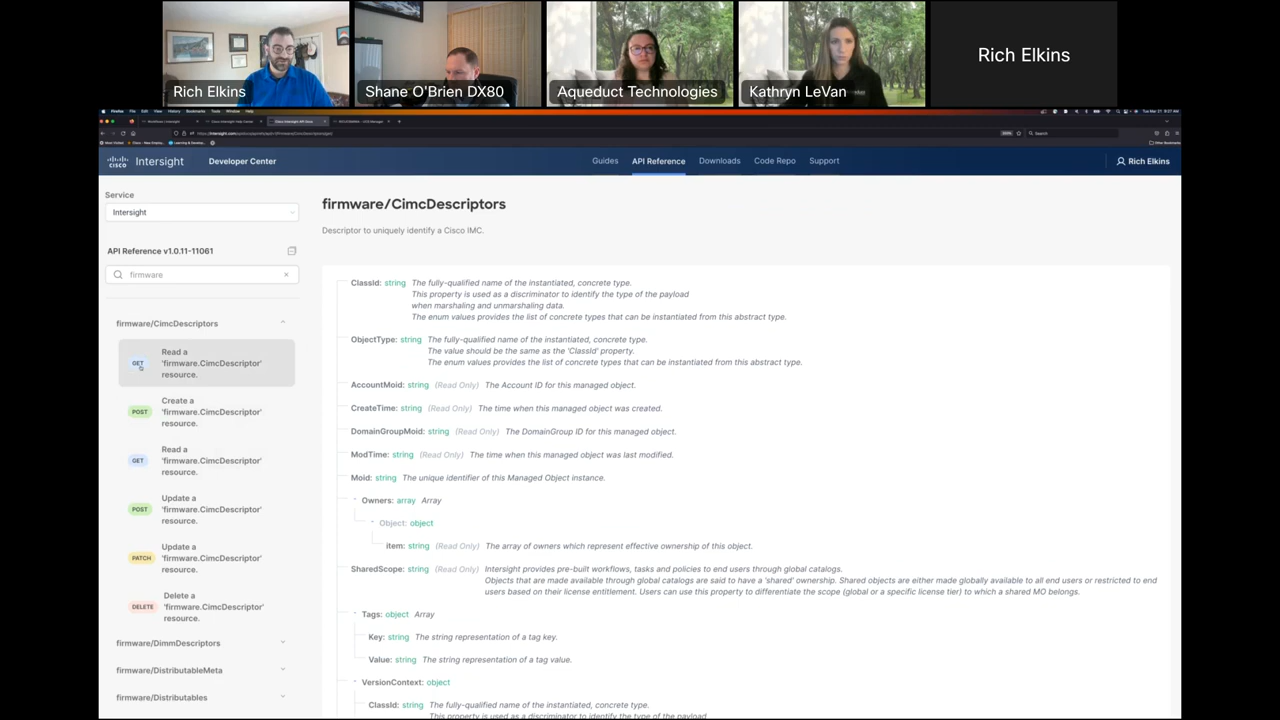 Rich Elkins
Shane O'Brien DX80
Aqueduct Technologies
Kathryn LeVan
Rich Elkins
CISCO
Intersight
Developer Center
Guides
API Reference
Downloads
Code Repo
Support
Rich Elkins
Service
Intersight
API Reference v1.0.11-11061
firmware
firmware/CimcDescriptors
GET
Read a
'firmware.CimcDescriptor'
resource.
POST
Create a
'firmware.CimcDescriptor'
resource.
GET
Read a
'firmware.CimcDescriptor'
resource.
POST
Update a
'firmware.CimcDescriptor'
resource.
PATCH
Update a
'firmware.CimcDescriptor'
resource.
DELETE
Delete a
'firmware.CimcDescriptor'
resource.
firmware/DimmDescriptors
firmware/DistributableMeta
firmware/Distributables
firmware/CimcDescriptors
Descriptor to uniquely identify a Cisco IMC.
ClassId: string The fully-qualified name of the instantiated, concrete type.
This property is used as a discriminator to identify the type of the payload
when marshaling and unmarshaling data.
The enum values provides the list of concrete types that can be instantiated from this abstract type.
ObjectType: string The fully-qualified name of the instantiated, concrete type.
The value should be the same as the 'ClassId' property.
The enum values provides the list of concrete types that can be instantiated from this abstract type.
AccountMoid: string (Read Only) The Account ID for this managed object.
CreateTime: string (Read Only) The time when this managed object was created.
DomainGroupMoid: string (Read Only) The DomainGroup ID for this managed object.
ModTime: string (Read Only) The time when this managed object was last modified.
Moid: string The unique identifier of this Managed Object instance.
- Owners: array Array
- Object: object
item: string (Read Only) The array of owners which represent effective ownership of this object.
SharedScope: string (Read Only) Intersight provides pre-built workflows, tasks and policies to end users through global catalogs.
Objects that are made available through global catalogs are said to have a 'shared' ownership. Shared objects are either made globally available to all end users or restricted to end
users based on their license entitlement. Users can use this property to differentiate the scope (global or a specific license tier) to which a shared MO belongs.
- Tags: object Array
Key: string The string representation of a tag key.
Value: string The string representation of a tag value.
- VersionContext: object
ClassId: string The fully-qualified name of the instantiated, concrete type.
This property is used as a discriminator to identify the type of the payload